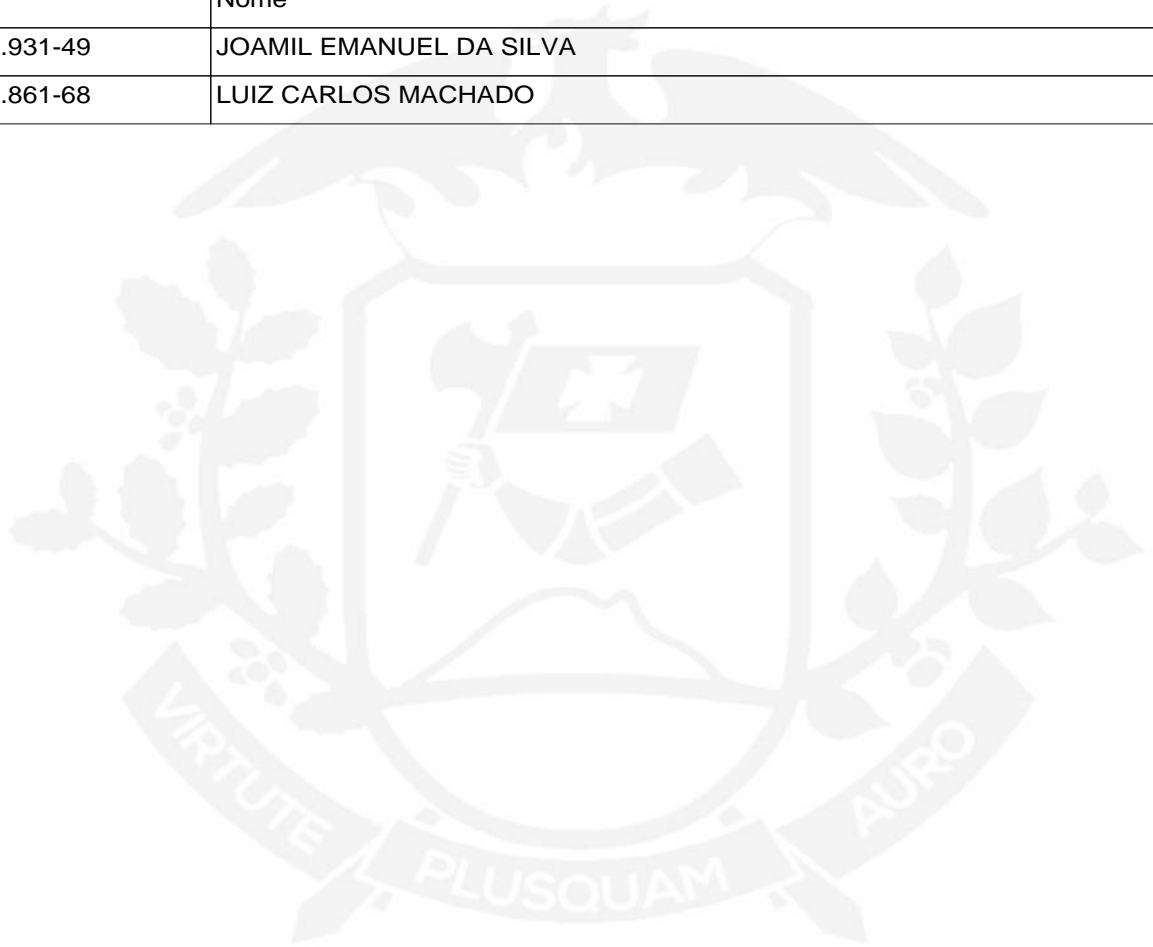 Nome
.931-49 JOAMIL EMANUEL DA SILVA
.861-68 LUIZ CARLOS MACHADO
VIRTUTE PLUSQUAM AURO